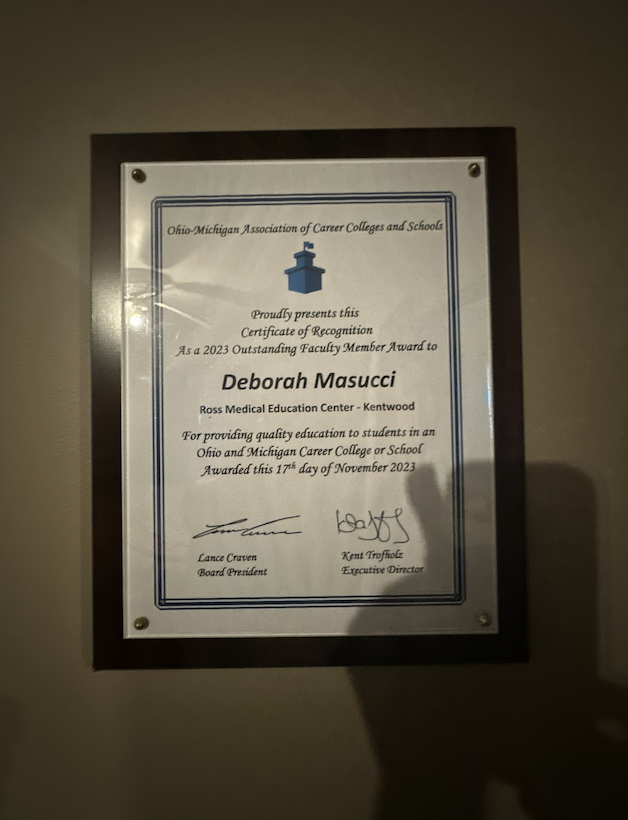 Ohio-Michigan Association of Career Colleges and Schools
Proudly presents this
Certificate of Recognition
As a 2023 Outstanding Faculty Member Award to
Deborah Masucci
Ross Medical Education Center - Kentwood
For providing quality education to students in an
Ohio and Michigan Career College or School
Awarded this 17th day of November 2023
Lance Craven
Board President
Kent Trofholz
Executive Director